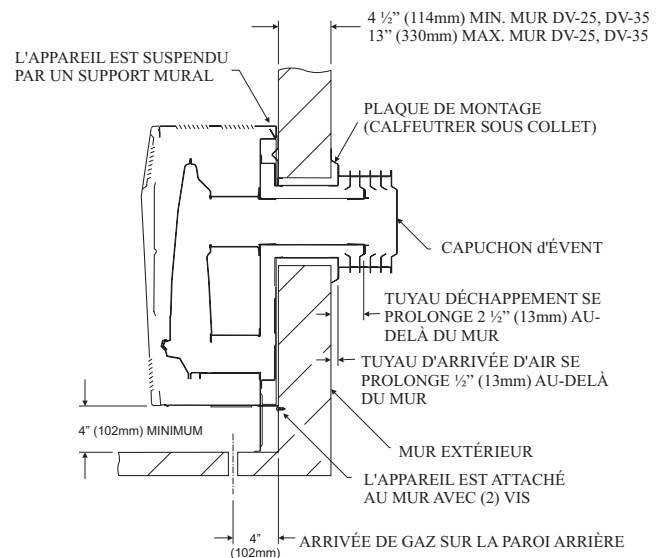 4 ½” (114mm) MIN. MUR DV-25, DV-35
13” (330mm) MAX. MUR DV-25, DV-35
L'APPAREIL EST SUSPENDU
PAR UN SUPPORT MURAL
PLAQUE DE MONTAGE
(CALFEUTRER SOUS COLLET)
CAPUCHON d'ÉVENT
TUYAU DÉCHAPPEMENT SE
PROLONGE 2 ½” (13mm) AU-
DELÀ DU MUR
TUYAU D'ARRIVÉE D'AIR SE
PROLONGE ½” (13mm) AU-DELÀ
DU MUR
4” (102mm) MINIMUM
MUR EXTÉRIEUR
L'APPAREIL EST ATTACHÉ
AU MUR AVEC (2) VIS
4”
(102mm)
ARRIVÉE DE GAZ SUR LA PAROI ARRIÈRE